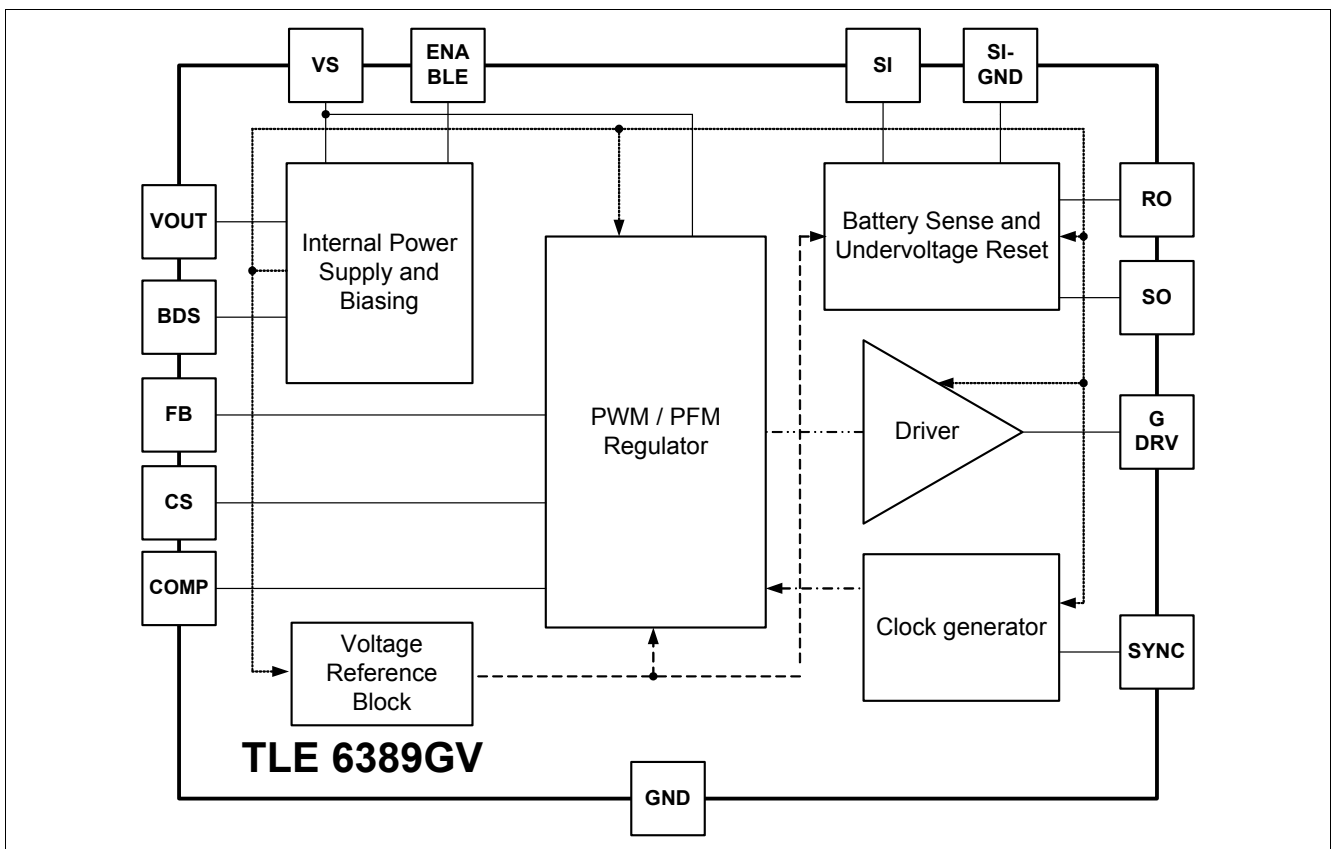 VS
ENA
BLE
SI
SI-
GND
VOUT
BDS
FB
CS
COMP
Internal Power
Supply and
Biasing
PWM / PFM
Regulator
Battery Sense and
Undervoltage Reset
Driver
Clock generator
Voltage
Reference
Block
RO
SO
G
DRV
SYNC
TLE 6389GV
GND